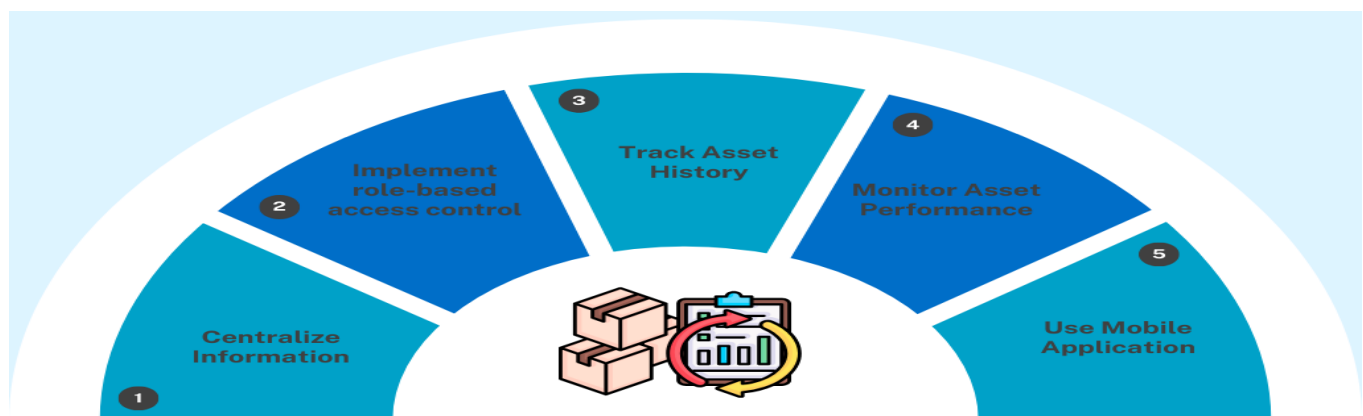 1
Centralize
Information
2
Implement
role-based
access control
3
Track Asset
History
4
Monitor Asset
Performance
5
Use Mobile
Application